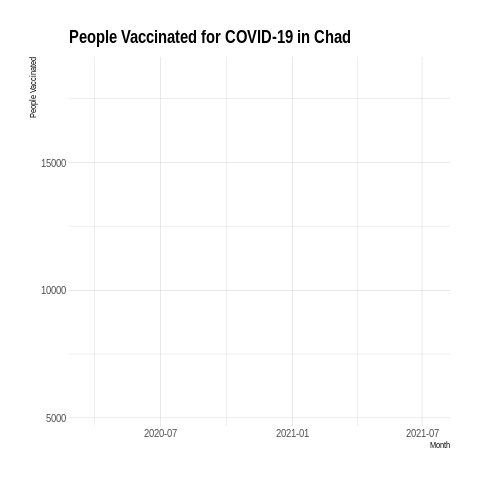 People Vaccinated for COVID-19 in Chad
People Vaccinated
15000
10000
5000
2020-07 2021-01 2021-07
Month